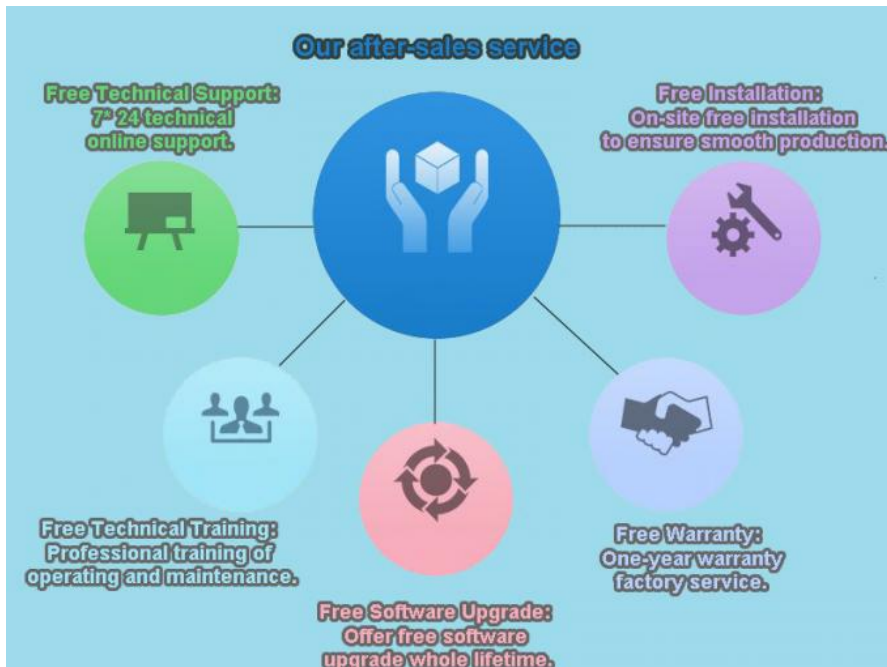 Our after-sales service
Free Technical Support:
7* 24 technical
online support.
Free Installation:
On-site free installation
to ensure smooth production.
Free Technical Training:
Professional training of
operating and maintenance.
Free Warranty:
One-year warranty
factory service.
Free Software Upgrade:
Offer free software
upgrade whole lifetime.